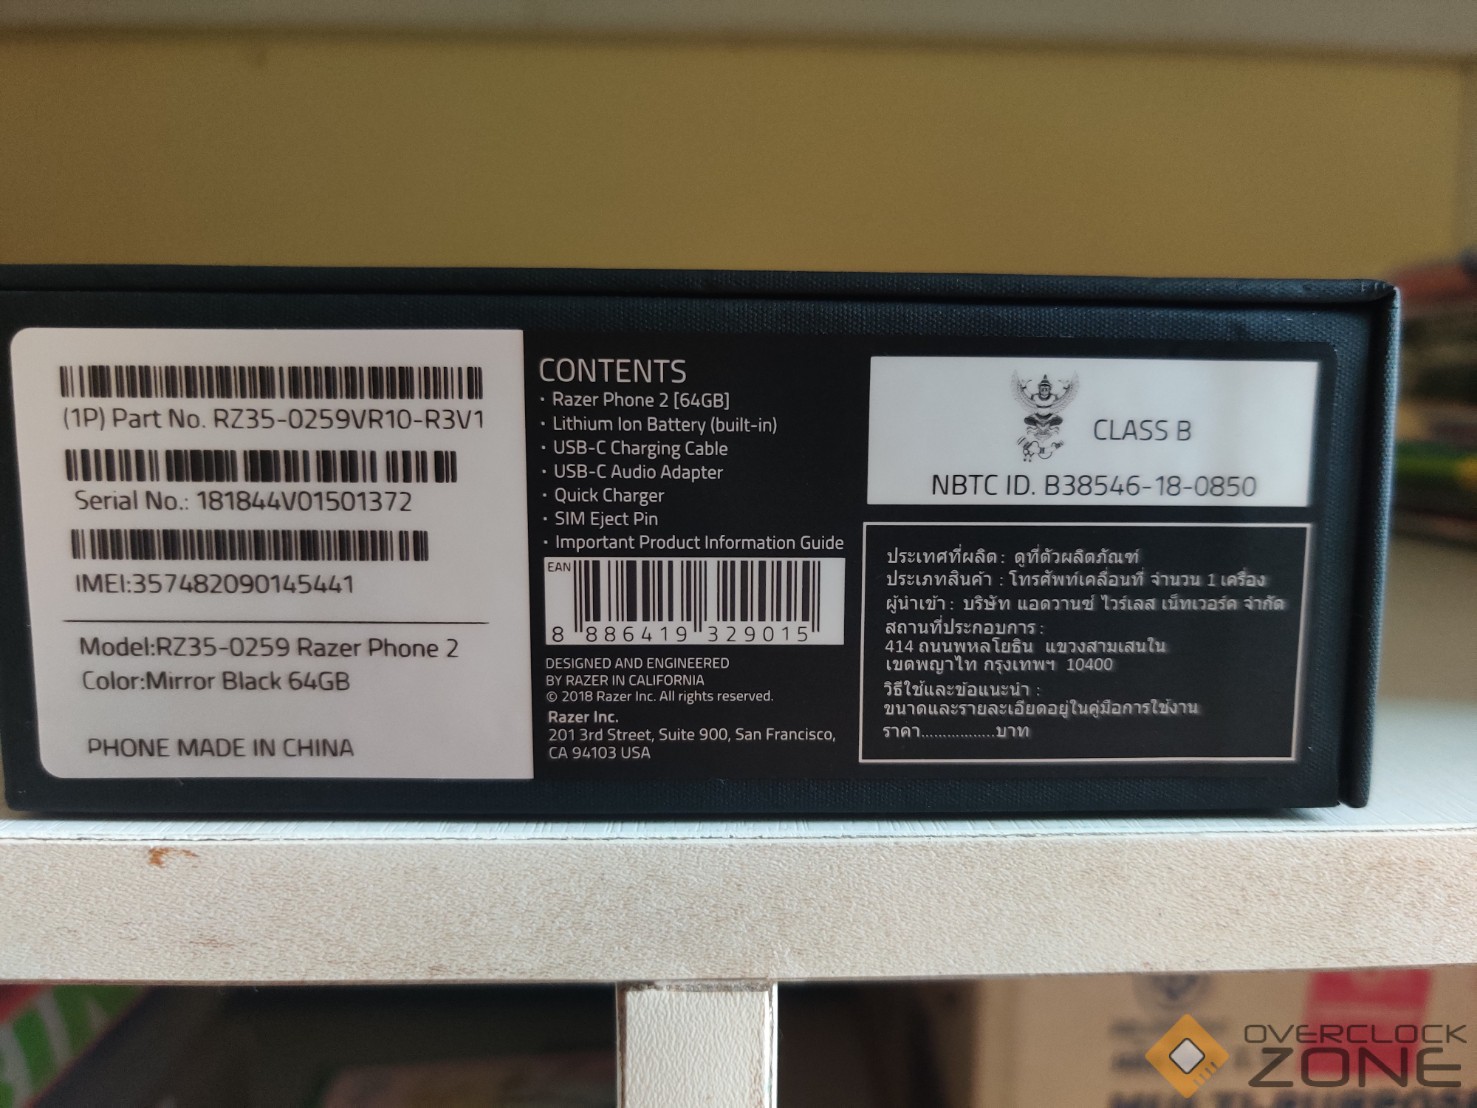 (1P) Part No. RZ35-0259VR10-R3V1
Serial No.: 181844V01501372
IMEI:357482090145441
Model:RZ35-0259 Razer Phone 2
Color:Mirror Black 64GB
PHONE MADE IN CHINA
CONTENTS
· Razer Phone 2 [64GB]
· Lithium Ion Battery (built-in)
· USB-C Charging Cable
· USB-C Audio Adapter
· Quick Charger
· SIM Eject Pin
· Important Product Information Guide
EAN
8 886419 329015
DESIGNED AND ENGINEERED
BY RAZER IN CALIFORNIA
© 2018 Razer Inc. All rights reserved.
Razer Inc.
201 3rd Street, Suite 900, San Francisco,
CA 94103 USA
CLASS B
NBTC ID. B38546-18-0850
ประเทศที่ผลิต : ดูที่ตัวผลิตภัณฑ์
ประเภทสินค้า : โทรศัพท์เคลื่อนที่ จำนวน 1 เครื่อง
ผู้นำเข้า : บริษัท แอดวานซ์ ไวร์เลส เน็ทเวอร์ค จำกัด
สถานที่ประกอบการ :
414 ถนนพหลโยธิน แขวงสามเสนใน
เขตพญาไท กรุงเทพฯ 10400
วิธีใช้และข้อแนะนำ :
ขนาดและรายละเอียดอยู่ในคู่มือการใช้งาน
ราคา.................บาท
OVERCLOCK
ZONE
MULTI-PURPOSE